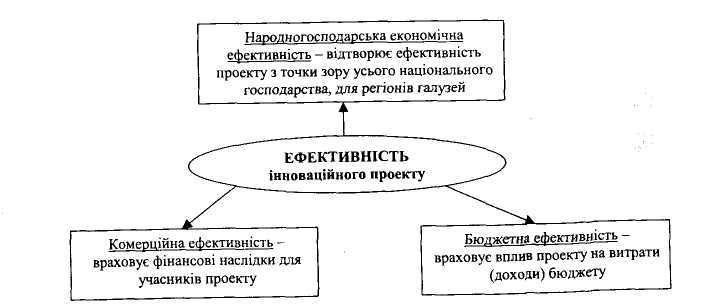 Народногосподарська економічна
ефективність – відтворює ефективність
проекту з точки зору усього національного
господарства, для регіонів галузей
ЕФЕКТИВНІСТЬ
інноваційного проекту
Комерційна ефективність –
враховує фінансові наслідки для
учасників проекту
Бюджетна ефективність –
враховує вплив проекту на витрати
(доходи) бюджету